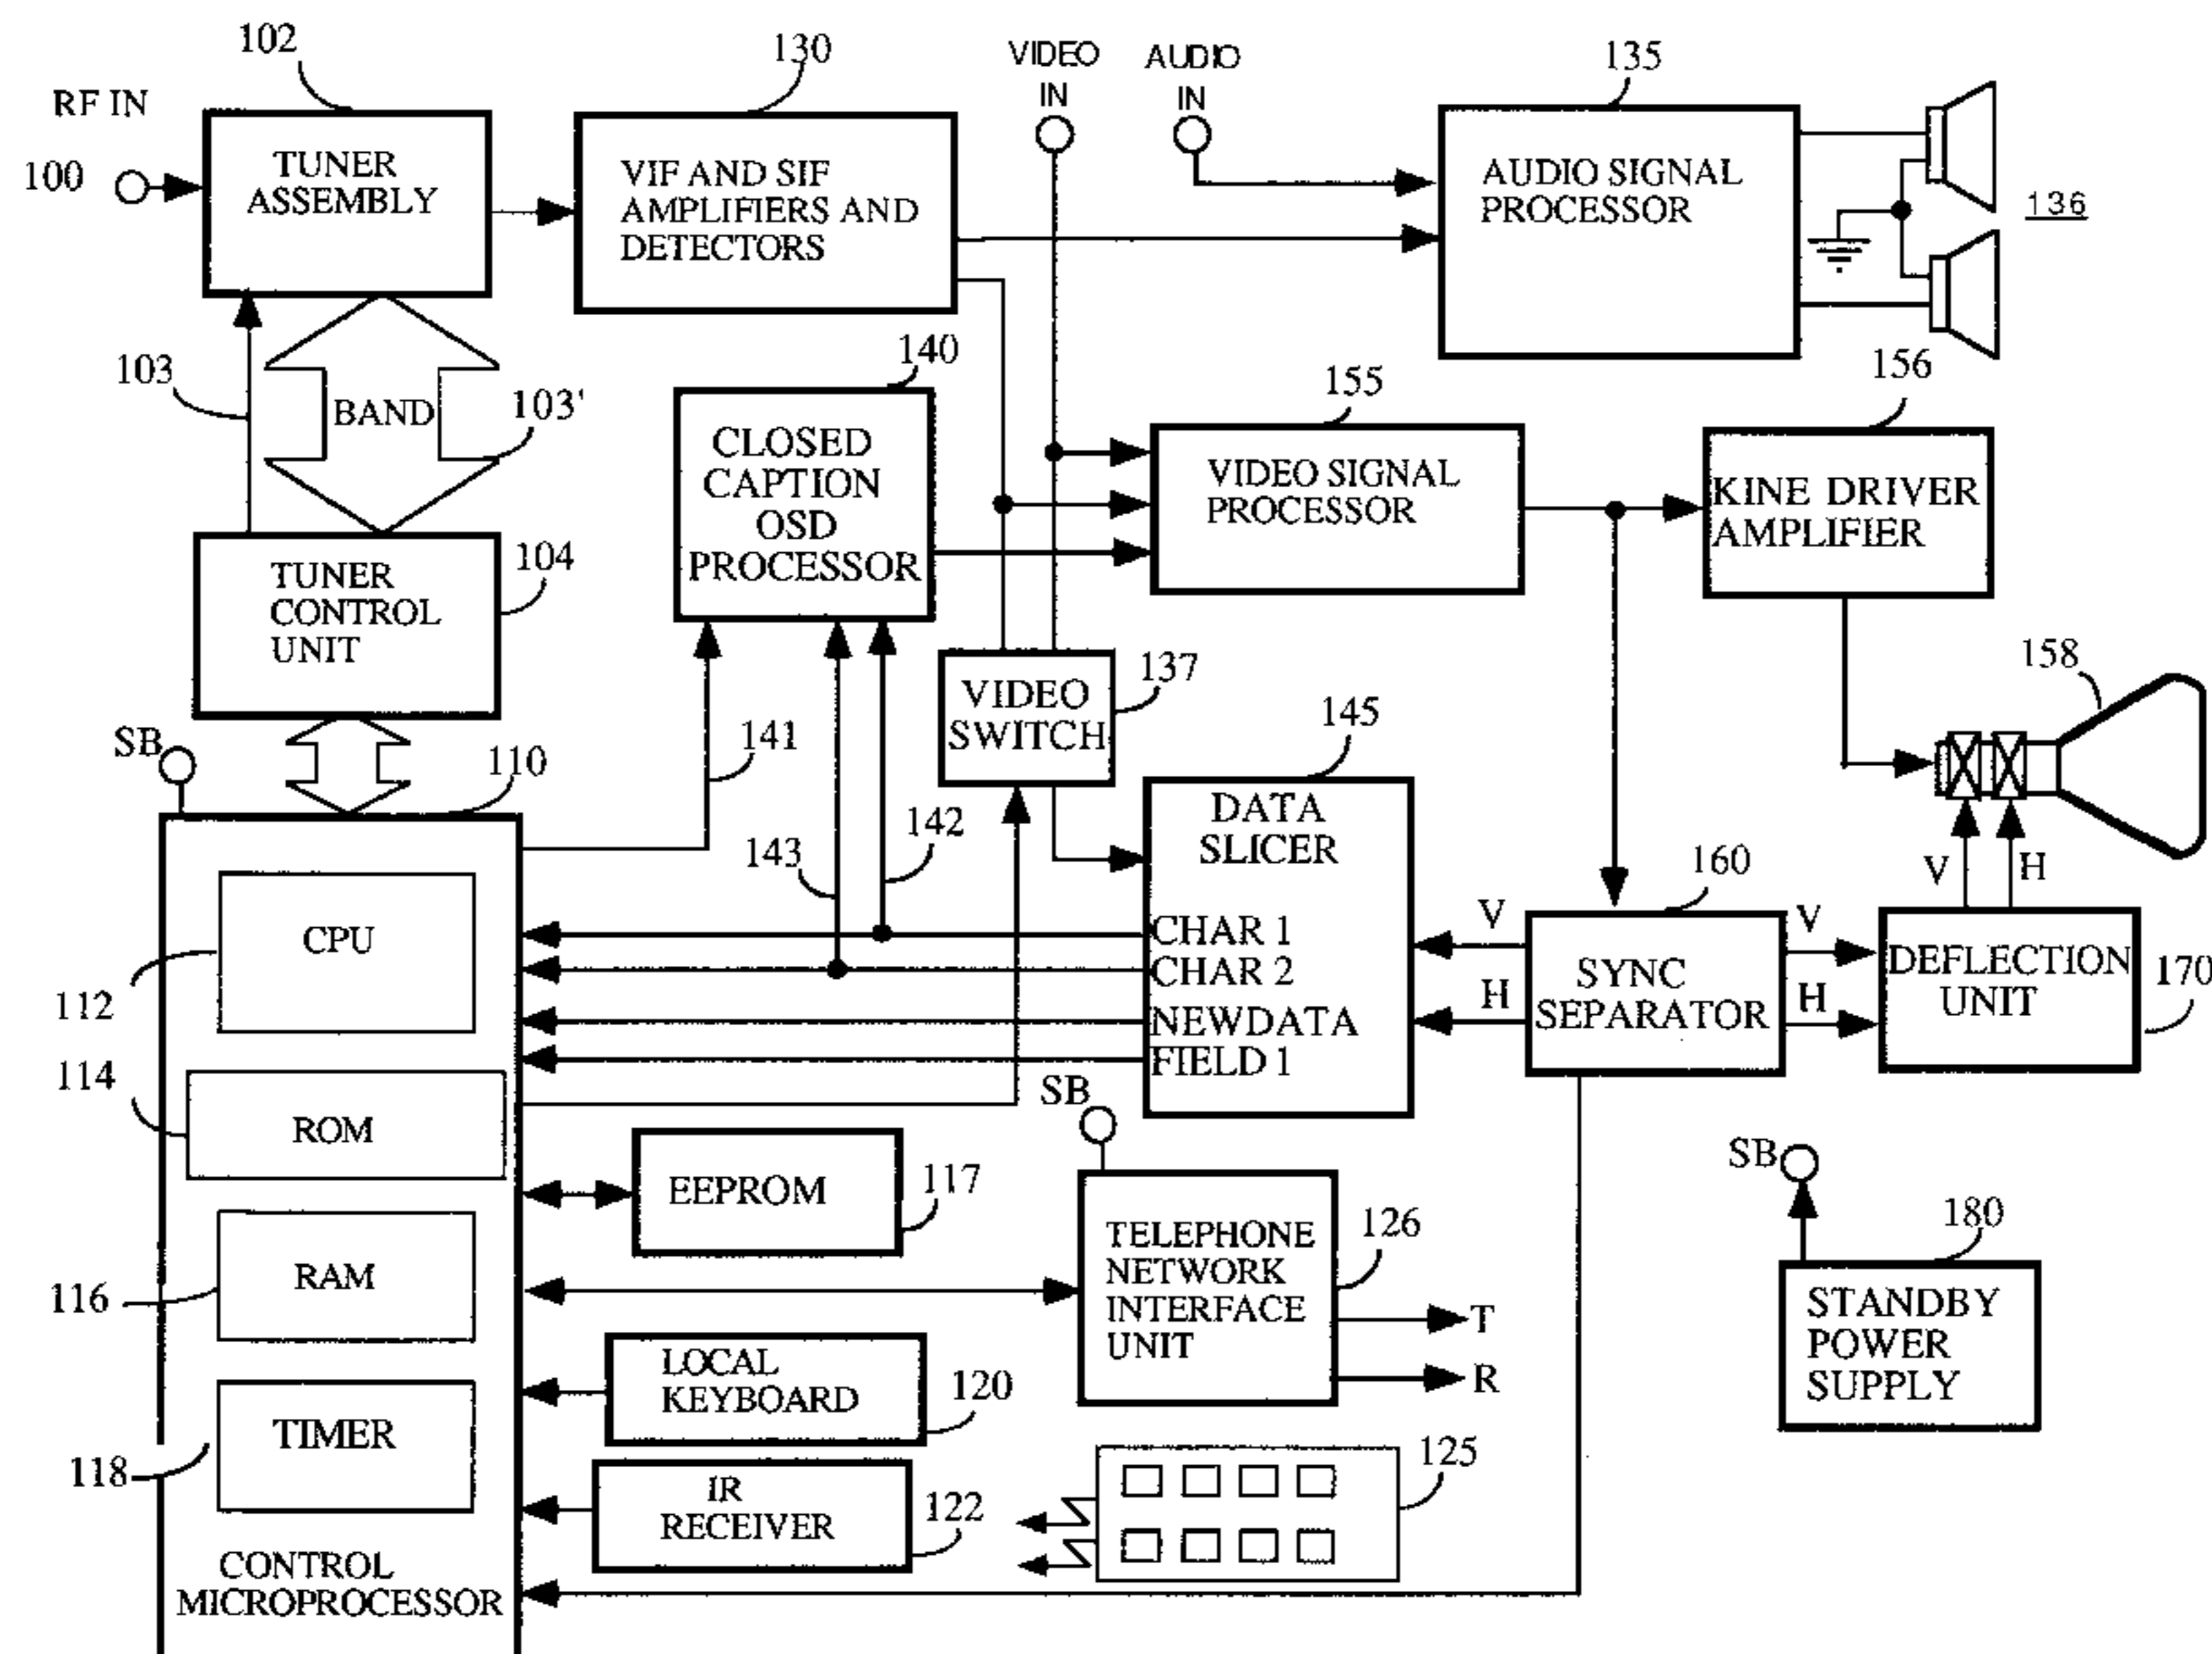 102
130
VIDEO
IN
AUDIO
IN
135
RF IN
100
TUNER
ASSEMBLY
VIF AND SIF
AMPLIFIERS AND
DETECTORS
AUDIO SIGNAL
PROCESSOR
136
103
BAND
103'
140
155
156
CLOSED
CAPTION
OSD
PROCESSOR
VIDEO SIGNAL
PROCESSOR
KINE DRIVER
AMPLIFIER
TUNER
CONTROL
UNIT
104
VIDEO
SWITCH
137
158
SB
110
141
145
DATA
SLICER
143
142
160
V
H
CPU
112
CHAR 1
CHAR 2
NEWDATA
FIELD 1
V
H
SYNC
SEPARATOR
V
H
DEFLECTION
UNIT
170
114
ROM
SB
EEPROM
117
TELEPHONE
NETWORK
INTERFACE
UNIT
126
T
R
SB
180
STANDBY
POWER
SUPPLY
116
RAM
LOCAL
KEYBOARD
120
118
TIMER
IR
RECEIVER
122
125
CONTROL
MICROPROCESSOR